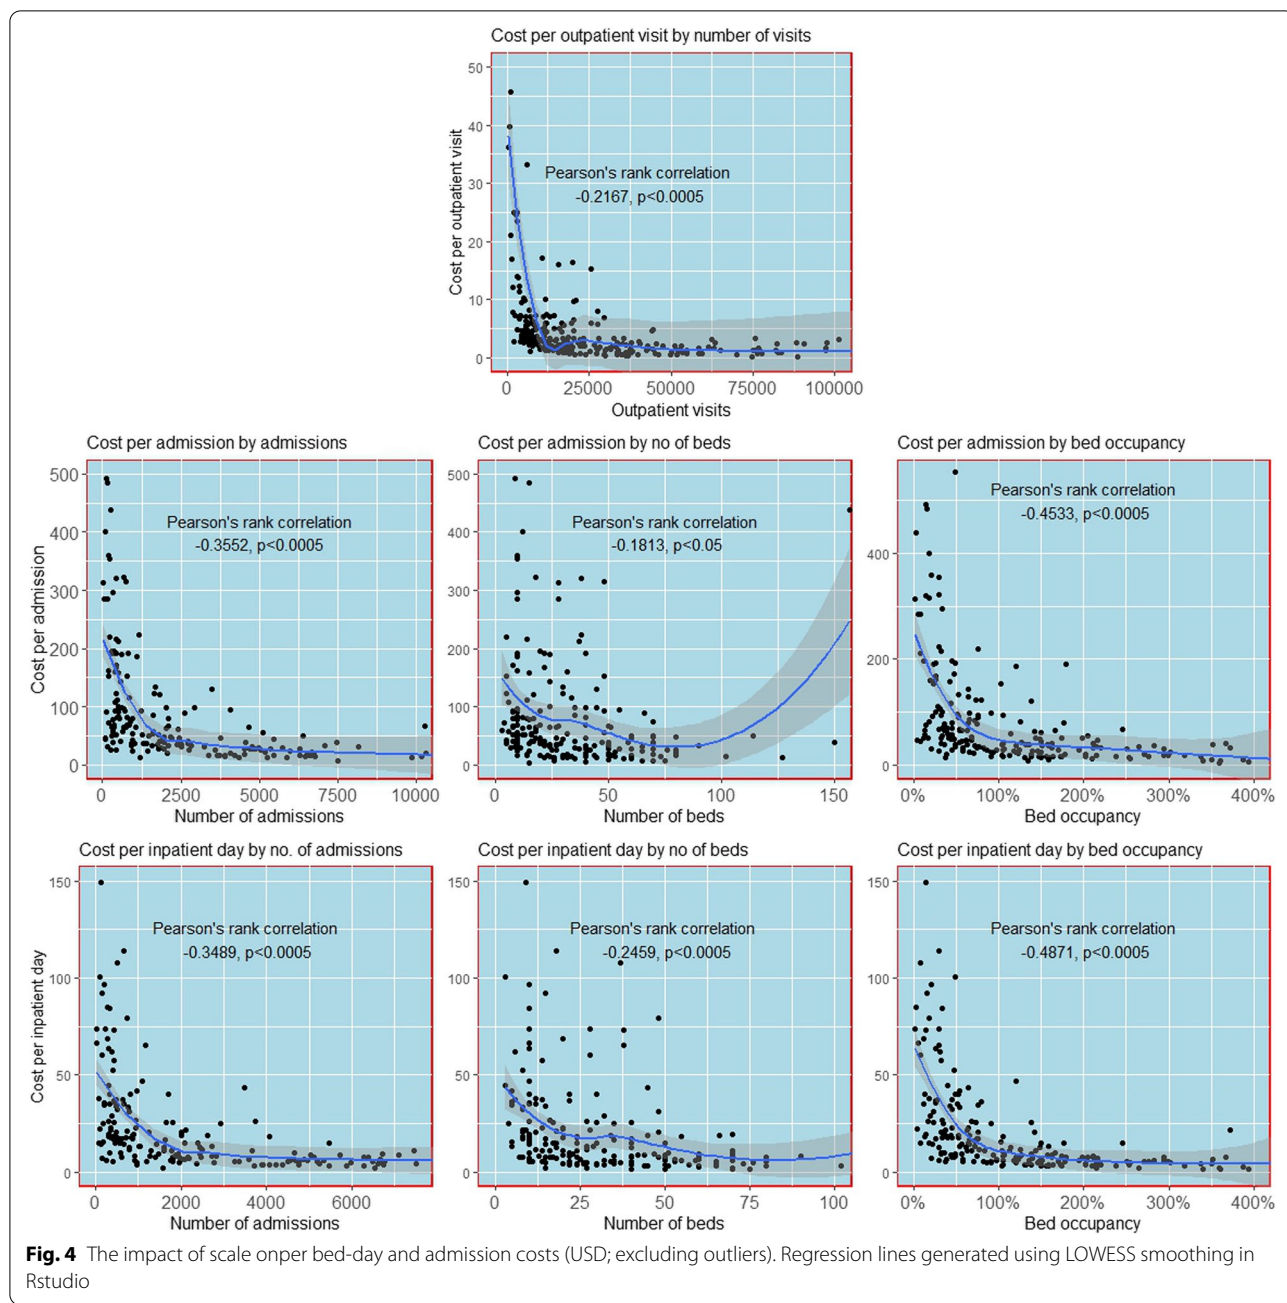 Cost per outpatient visit by number of visits
50
40
30
20
10
0
Cost per outpatient visit
Pearson's rank correlation
-0.2167, p<0.0005
0 25000 50000 75000 100000
Outpatient visits
Cost per admission by admissions
500
400
300
200
100
0
Cost per admission
Pearson's rank correlation
-0.3552, p<0.0005
0 2500 5000 7500 10000
Number of admissions
Cost per admission by no of beds
500
400
300
200
100
0
Pearson's rank correlation
-0.1813, p<0.05
0 50 100 150
Number of beds
Cost per admission by bed occupancy
400
200
0
Pearson's rank correlation
-0.4533, p<0.0005
0% 100% 200% 300% 400%
Bed occupancy
Cost per inpatient day by no. of admissions
150
100
50
0
Cost per inpatient day
Pearson's rank correlation
-0.3489, p<0.0005
0 2000 4000 6000
Number of admissions
Cost per inpatient day by no of beds
150
100
50
0
Pearson's rank correlation
-0.2459, p<0.0005
0 25 50 75 100
Number of beds
Cost per inpatient day by bed occupancy
150
100
50
0
Pearson's rank correlation
-0.4871, p<0.0005
0% 100% 200% 300% 400%
Bed occupancy
Fig. 4 The impact of scale onper bed-day and admission costs (USD; excluding outliers). Regression lines generated using LOWESS smoothing in
Rstudio